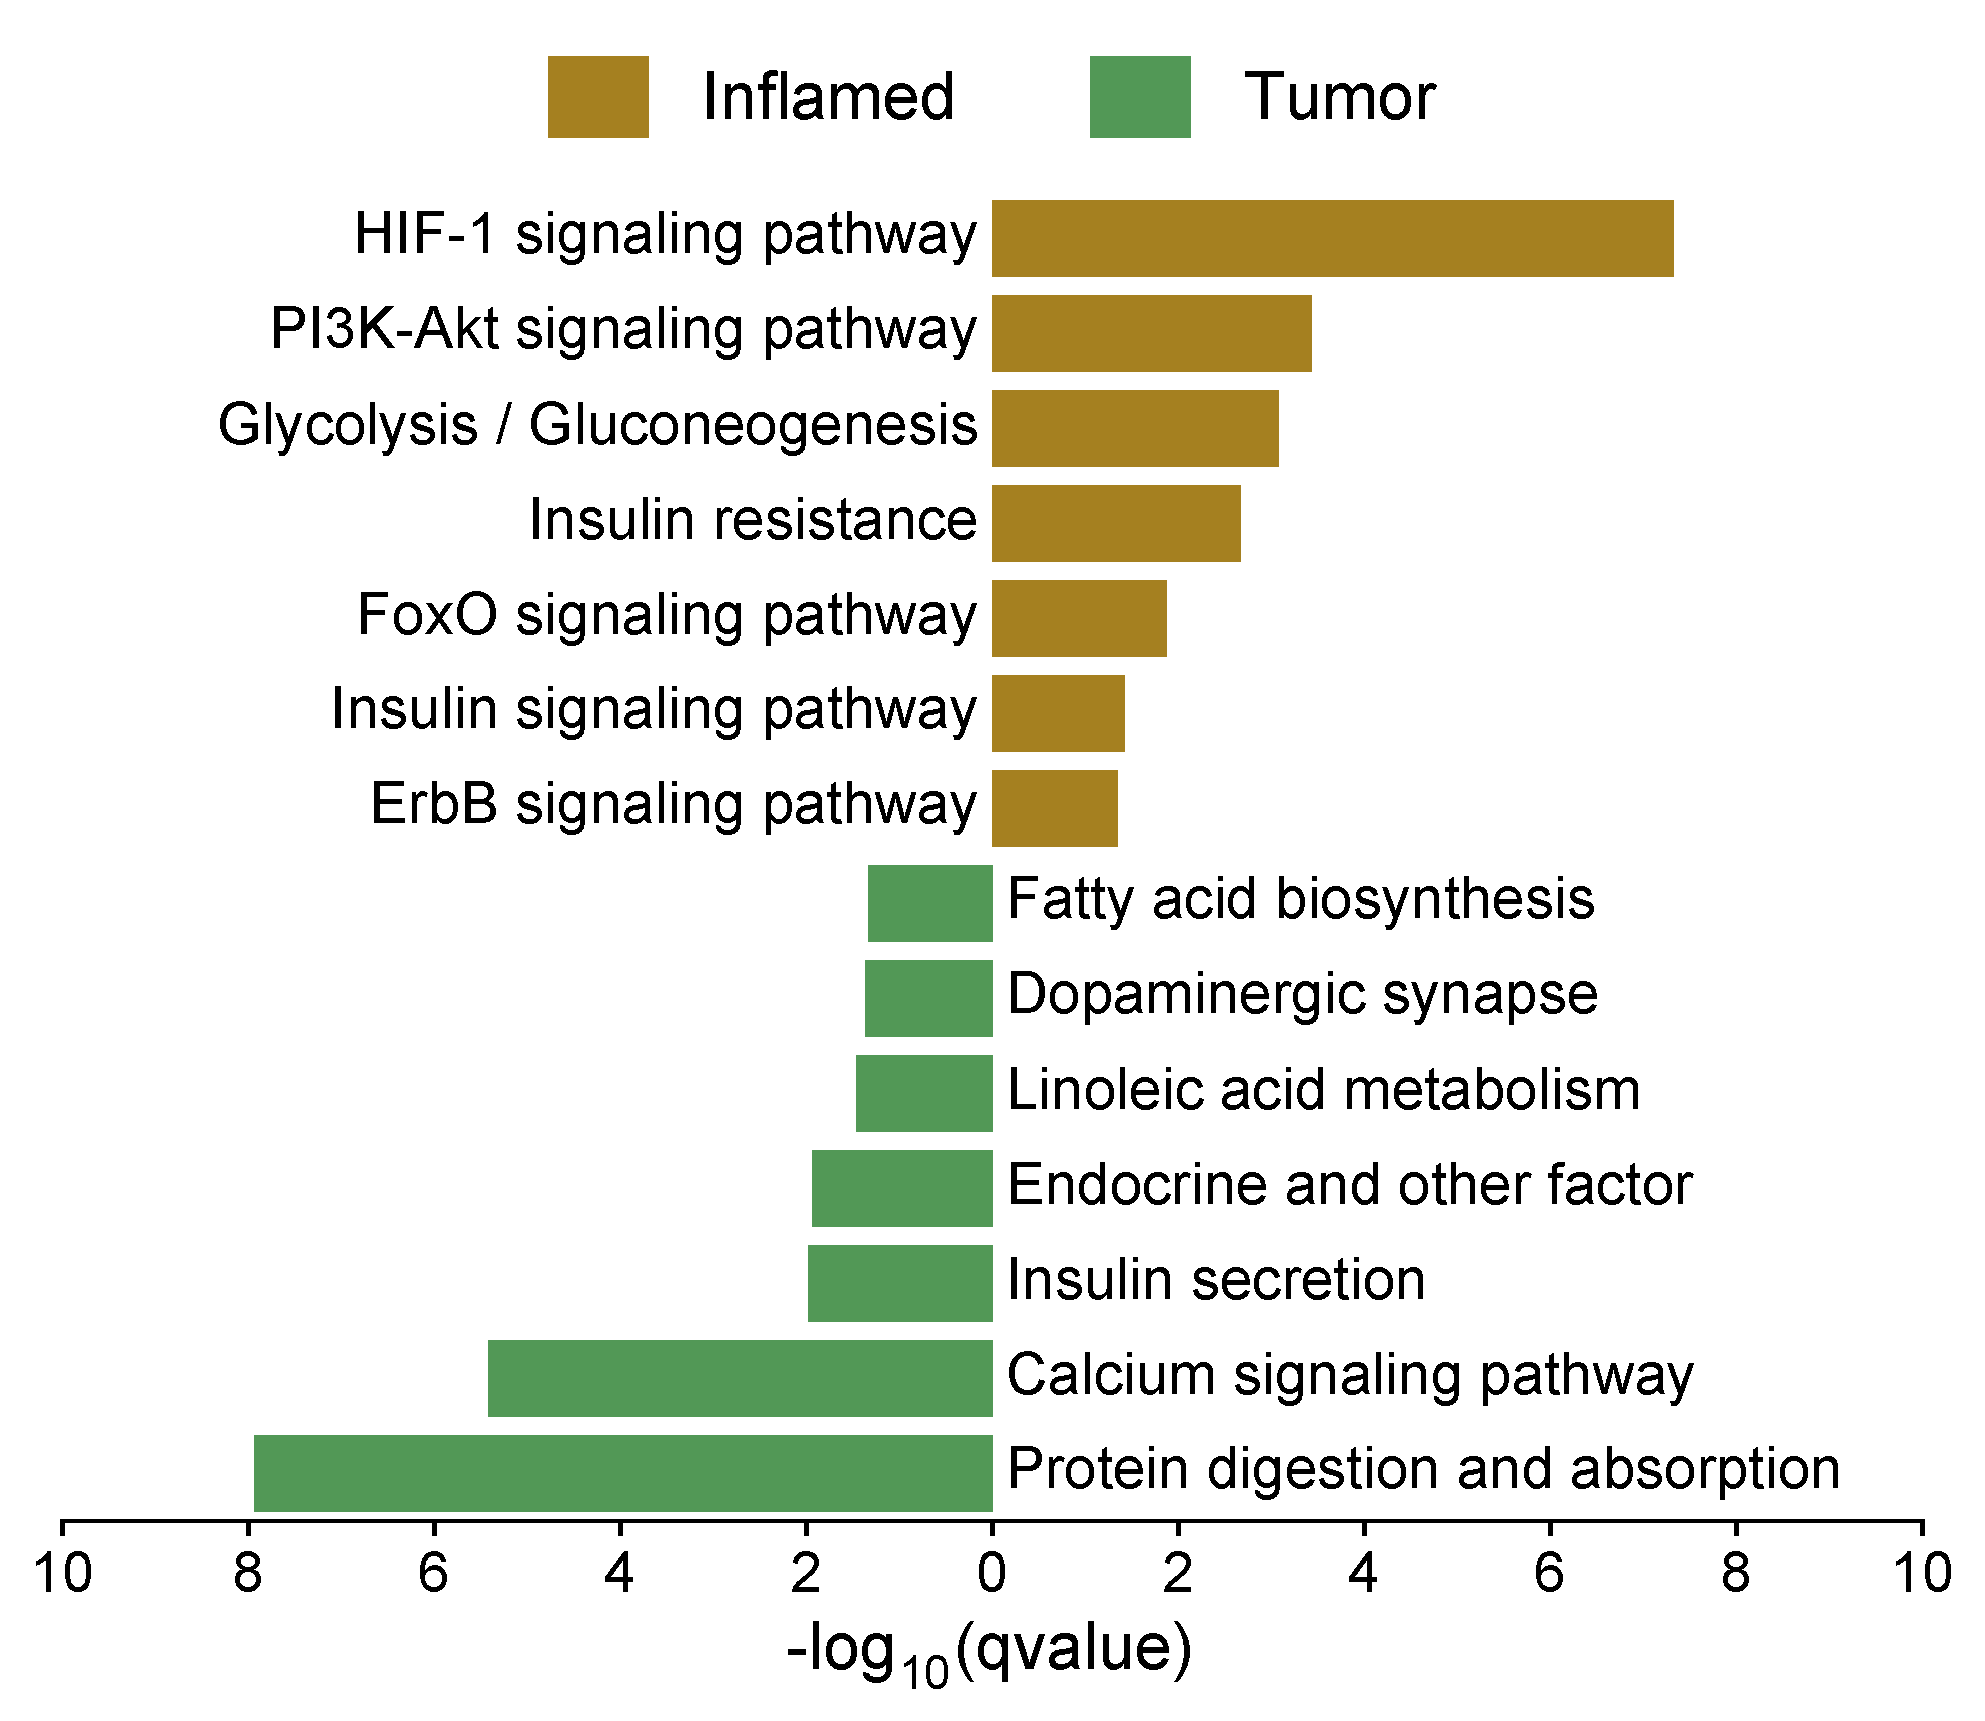 Inflamed Tumor
HIF-1 signaling pathway
PI3K-Akt signaling pathway
Glycolysis / Gluconeogenesis
Insulin resistance
FoxO signaling pathway
Insulin signaling pathway
ErbB signaling pathway
Fatty acid biosynthesis
Dopaminergic synapse
Linoleic acid metabolism
Endocrine and other factor
Insulin secretion
Calcium signaling pathway
Protein digestion and absorption
10 8 6 4 2 0 2 4 6 8 10
-log10(qvalue)